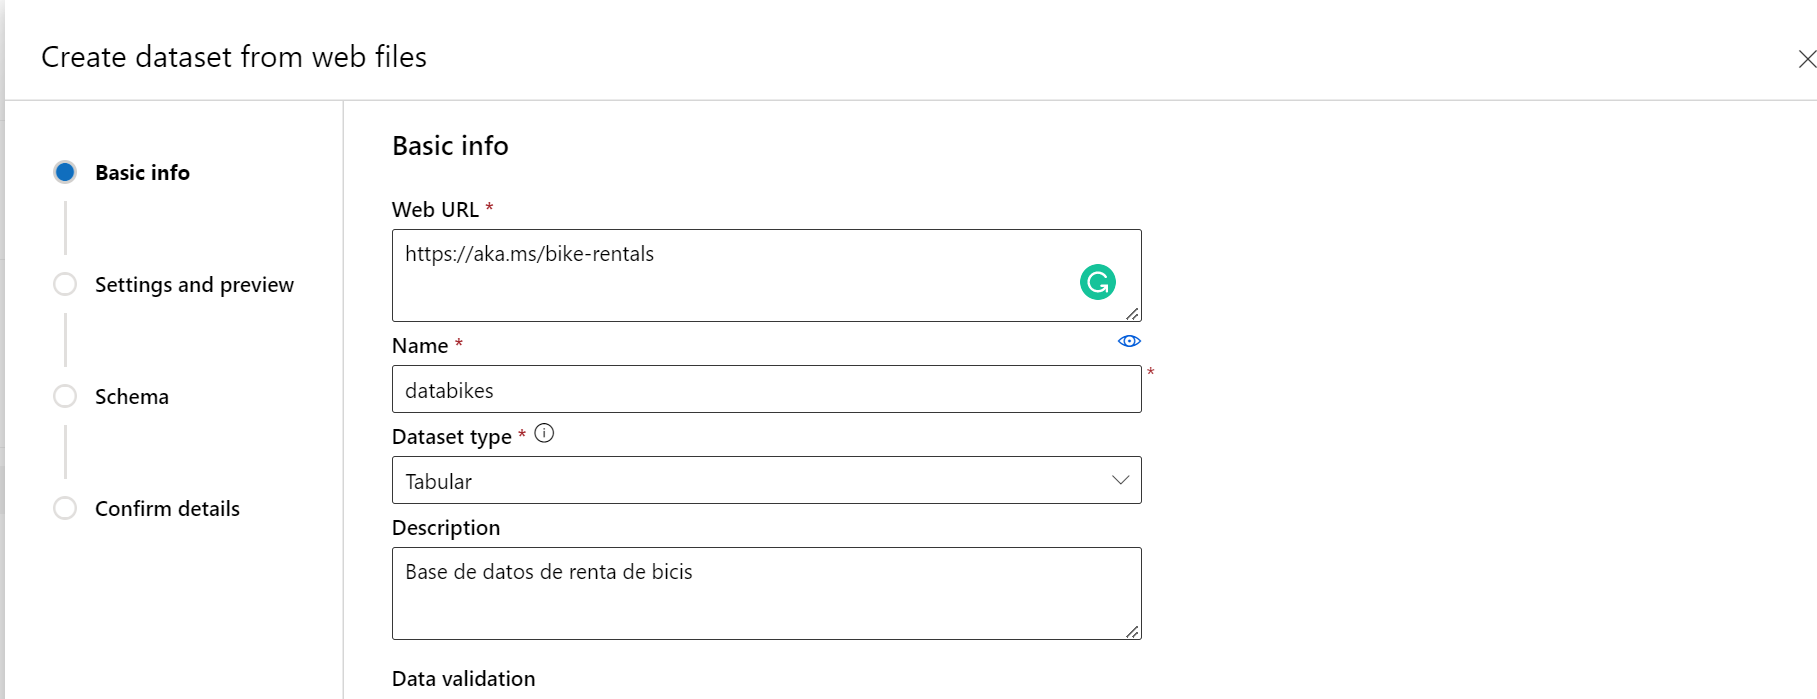 Create dataset from web files
Basic info
Settings and preview
Schema
Confirm details
Basic info
Web URL *
https://aka.ms/bike-rentals
Name *
databikes
*
Dataset type *
Tabular
Description
Base de datos de renta de bicis
Data validation